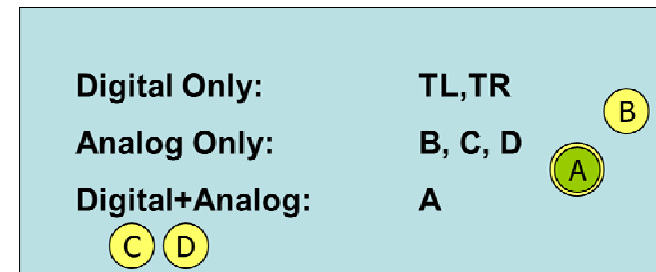 Digital Only: TL,TR
B
Analog Only: B, C, D
A
Digital+Analog: A
C D